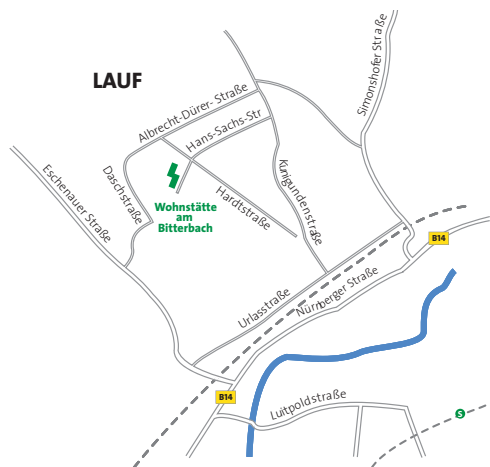 LAUF
Simonshofer Straße
Albrecht-Dürer- Straße
Hans-Sachs-Str
Eschenauer Straße
Daschstraße
Kunigundenstraße
Hardtstraße
Wohnstätte
am
Bitterbach
B14
Urlasstraße
Nürnberger Straße
B14
Luitpoldstraße
S